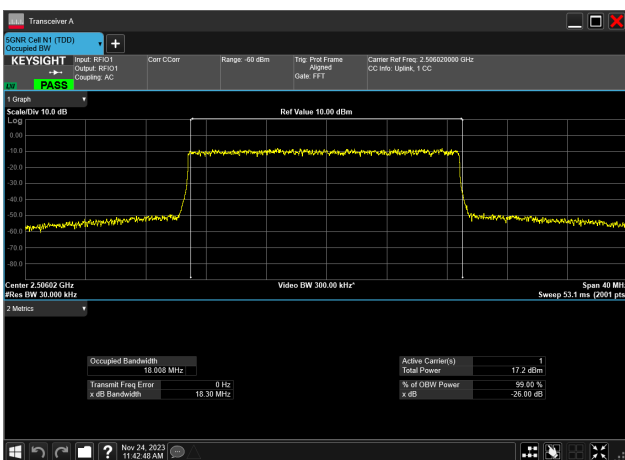 Transceiver A
5GNR Cell N1 (TDD)
Occupied BW
KEYSIGHT
Input: RFIO1
Output: RFIO1
Coupling: AC
Corr CCorr
Range: -60 dBm
Trig: Prot Frame
Aligned
Gate: FFT
Carrier Ref Freq: 2.506020000 GHz
CC Info: Uplink, 1 CC
PASS
1 Graph
Scale/Div 10.0 dB
Ref Value 10.00 dBm
Log
0.00
-10.0
-20.0
-30.0
-40.0
-50.0
-60.0
-70.0
-80.0
Center 2.50602 GHz
Video BW 300.00 kHz*
Span 40 MH
#Res BW 30.000 kHz
Sweep 53.1 ms (2001 pts
2 Metrics
Occupied Bandwidth
18.008 MHz
Active Carrier(s) 1
Total Power 17.2 dBm
Transmit Freq Error 0 Hz
x dB Bandwidth 18.30 MHz
% of OBW Power 99.00 %
x dB -26.00 dB
?
Nov 24, 2023
11:42:48 AM